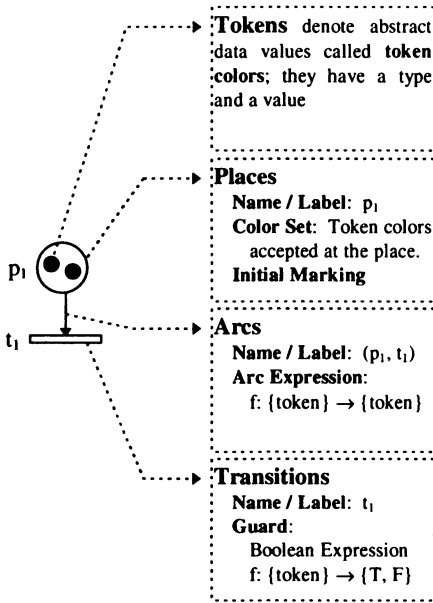 Tokens denote abstract
data values called token
colors; they have a type
and a value
Places
Name / Label: p₁
Color Set: Token colors
accepted at the place.
Initial Marking
p₁
t₁
Arcs
Name / Label: (p₁, t₁)
Arc Expression:
f: {token} → {token}
Transitions
Name / Label: t₁
Guard:
Boolean Expression
f: {token} → {T, F}